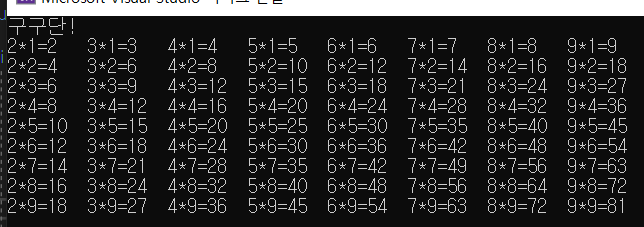 Microsoft Visual Studio
구구단!
2*1=2 3*1=3 4*1=4 5*1=5 6*1=6 7*1=7 8*1=8 9*1=9
2*2=4 3*2=6 4*2=8 5*2=10 6*2=12 7*2=14 8*2=16 9*2=18
2*3=6 3*3=9 4*3=12 5*3=15 6*3=18 7*3=21 8*3=24 9*3=27
2*4=8 3*4=12 4*4=16 5*4=20 6*4=24 7*4=28 8*4=32 9*4=36
2*5=10 3*5=15 4*5=20 5*5=25 6*5=30 7*5=35 8*5=40 9*5=45
2*6=12 3*6=18 4*6=24 5*6=30 6*6=36 7*6=42 8*6=48 9*6=54
2*7=14 3*7=21 4*7=28 5*7=35 6*7=42 7*7=49 8*7=56 9*7=63
2*8=16 3*8=24 4*8=32 5*8=40 6*8=48 7*8=56 8*8=64 9*8=72
2*9=18 3*9=27 4*9=36 5*9=45 6*9=54 7*9=63 8*9=72 9*9=81